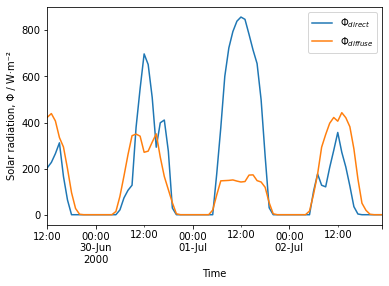 Φdirect
Φdiffuse
Solar radiation, Φ / W·m⁻²
800
600
400
200
0
12:00 00:00 12:00 00:00 12:00 00:00 12:00
30-Jun 01-Jul 02-Jul
2000
Time